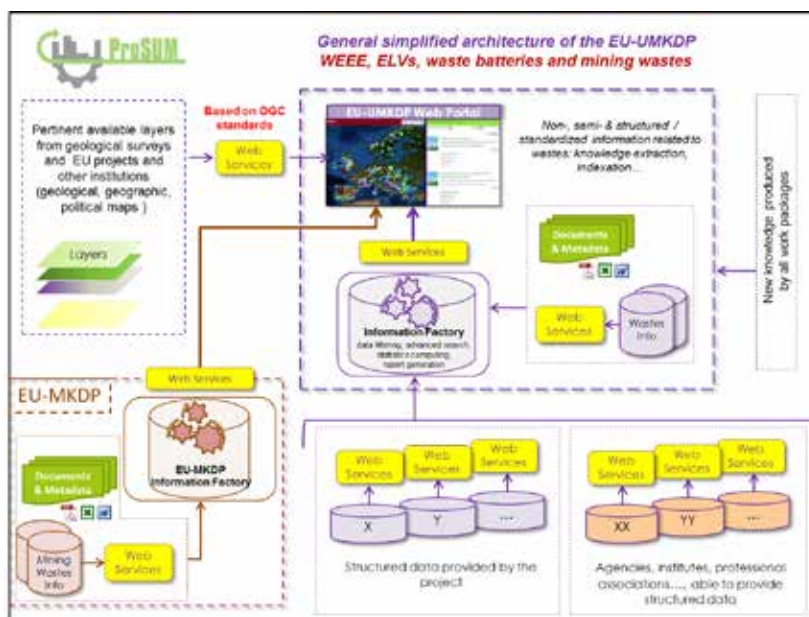 ProSUM
General simplified architecture of the EU-UMKDP
WEEE, ELVs, waste batteries and mining wastes
Pertinent available layers
from geological surveys
and EU projects and
other institutions
(geological, geographic,
political maps )
Layers
Based on OGC
standards
Web
Services
EU-UMKDP Web Portal
Non-, semi- & structured /
standardized information related to
wastes: knowledge extraction,
indexation...
Documents
& Metadata
Web Services
Information Factory
data filtering, advanced search,
statistics computing,
report generation
Web
Services
Wastes
Info
New knowledge produced
by all work packages
Web Services
EU-MKDP
EU-MKDP
Information Factory
Documents
& Metadata
Mining
Wastes
Info
Web
Services
Web
Services
Web
Services
Web
Services
X
Y
...
Structured data provided by the
project
Web
Services
Web
Services
Web
Services
XX
YY
...
Agencies, institutes, professional
associations..., able to provide
structured data